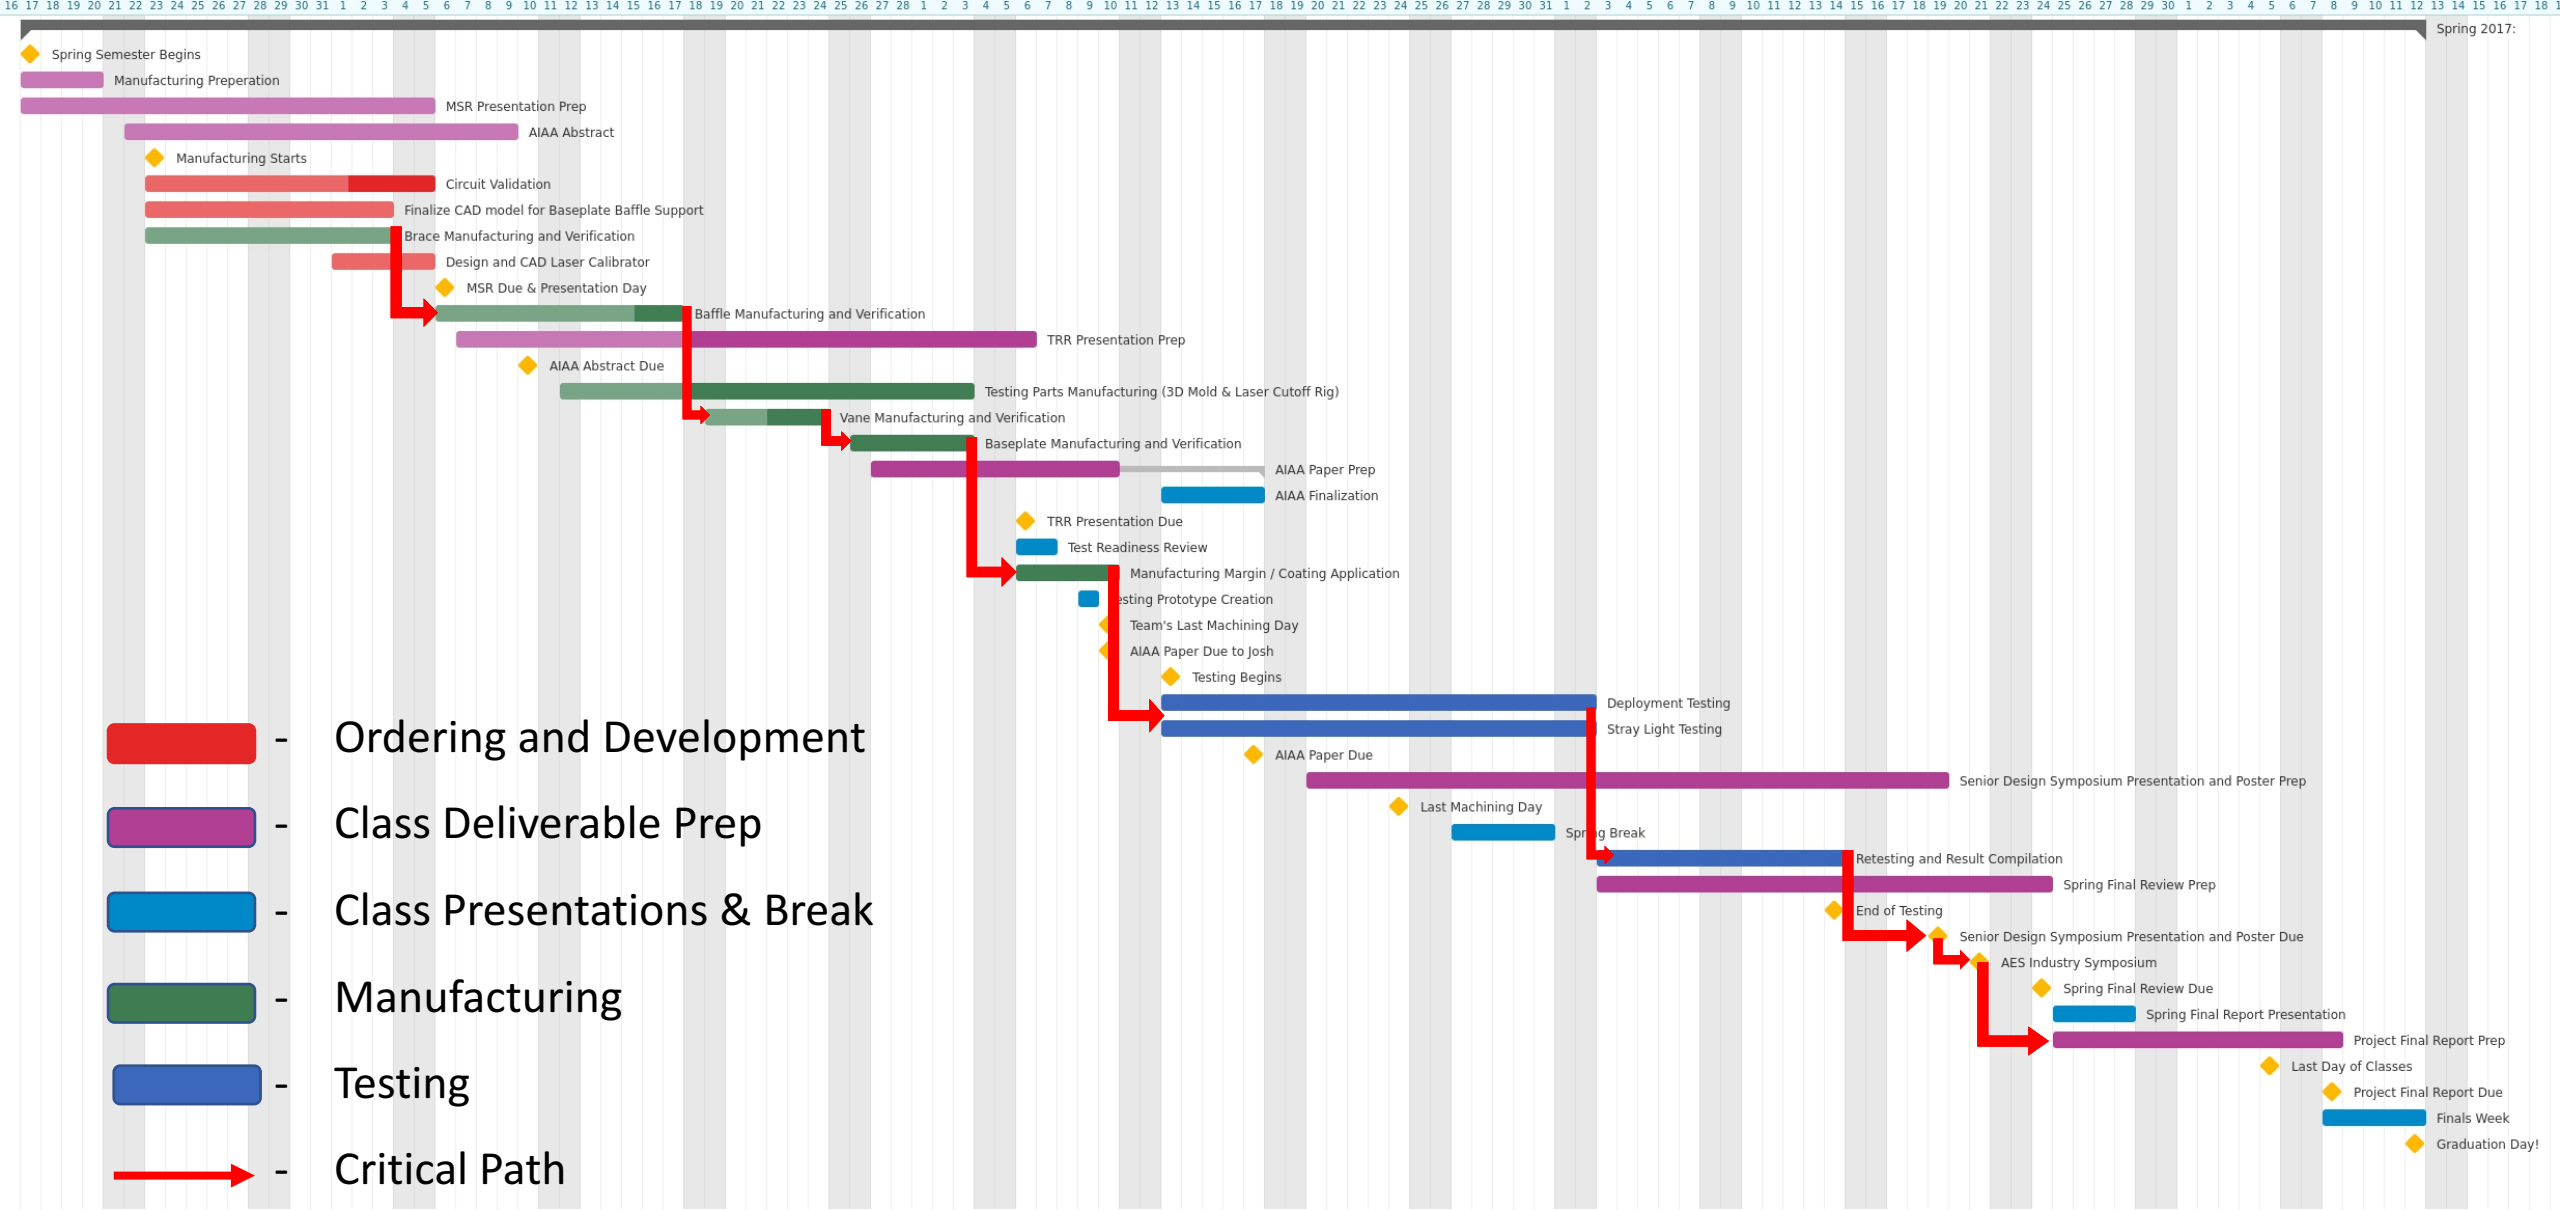 16 17 18 19 20 21 22 23 24 25 26 27 28 29 30 31 1 2 3 4 5 6 7 8 9 10 11 12 13 14 15 16 17 18 19 20 21 22 23 24 25 26 27 28 1 2 3 4 5 6 7 8 9 10 11 12 13 14 15 16 17 18 19 20 21 22 23 24 25 26 27 28 29 30 31 1 2 3 4 5 6 7 8 9 10 11 12 13 14 15 16 17 18 19 20 21 22 23 24 25 26 27 28 29 30 1 2 3 4 5 6 7 8 9 10 11 12 13 14 15 16 17 18
Spring 2017:
Spring Semester Begins
Manufacturing Preperation
MSR Presentation Prep
AIAA Abstract
Manufacturing Starts
Circuit Validation
Finalize CAD model for Baseplate Baffle Support
Brace Manufacturing and Verification
Design and CAD Laser Calibrator
MSR Due & Presentation Day
Baffle Manufacturing and Verification
TRR Presentation Prep
AIAA Abstract Due
Testing Parts Manufacturing (3D Mold & Laser Cutoff Rig)
Vane Manufacturing and Verification
Baseplate Manufacturing and Verification
AIAA Paper Prep
AIAA Finalization
TRR Presentation Due
Test Readiness Review
Manufacturing Margin / Coating Application
esting Prototype Creation
Team's Last Machining Day
AIAA Paper Due to Josh
Testing Begins
Deployment Testing
Stray Light Testing
AIAA Paper Due
Senior Design Symposium Presentation and Poster Prep
Last Machining Day
Spring Break
Retesting and Result Compilation
Spring Final Review Prep
End of Testing
Senior Design Symposium Presentation and Poster Due
AES Industry Symposium
Spring Final Review Due
Spring Final Report Presentation
Project Final Report Prep
Last Day of Classes
Project Final Report Due
Finals Week
Graduation Day!
- Ordering and Development
- Class Deliverable Prep
- Class Presentations & Break
- Manufacturing
- Testing
- Critical Path